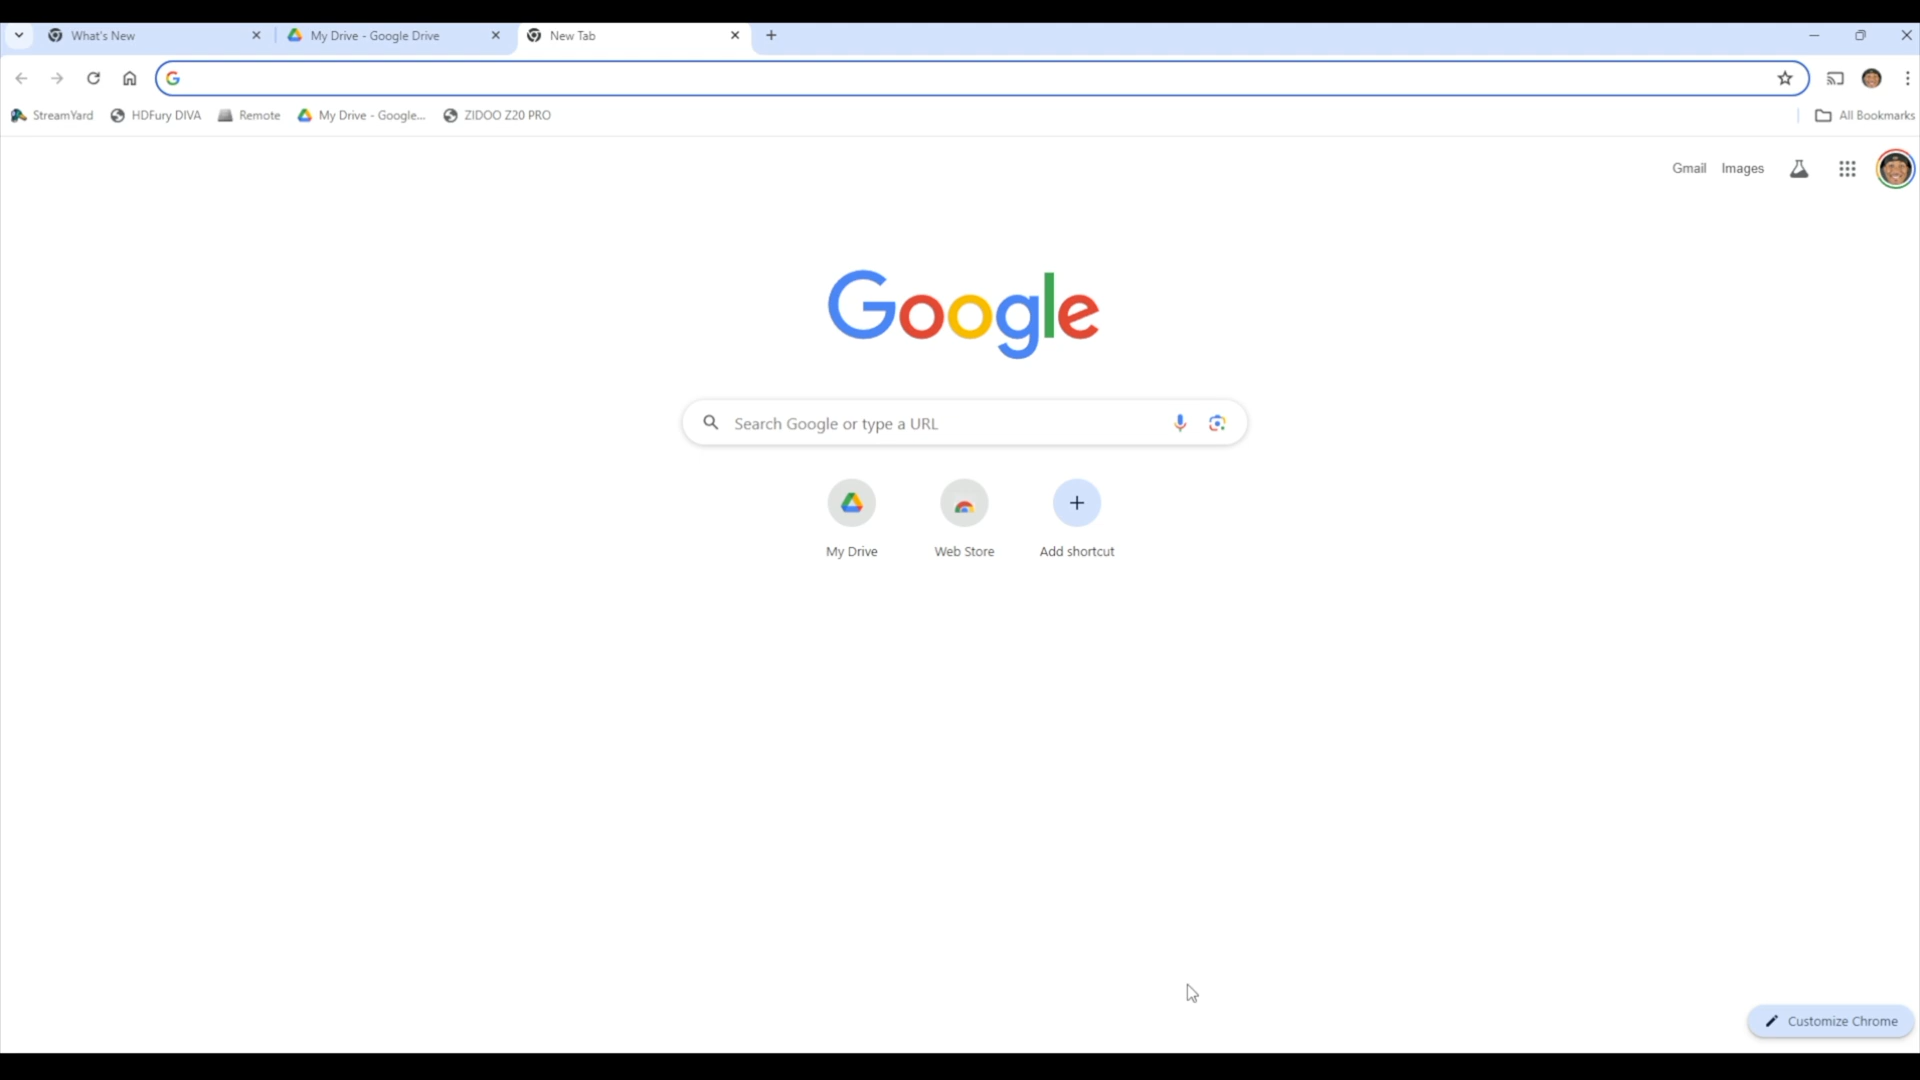 What's New
My Drive - Google Drive
New Tab
StreamYard
HDFury DIVA
Remote
My Drive - Google...
ZIDOO Z20 PRO
All Bookmarks
Gmail
Images
Google
Search Google or type a URL
My Drive
Web Store
Add shortcut
Customize Chrome